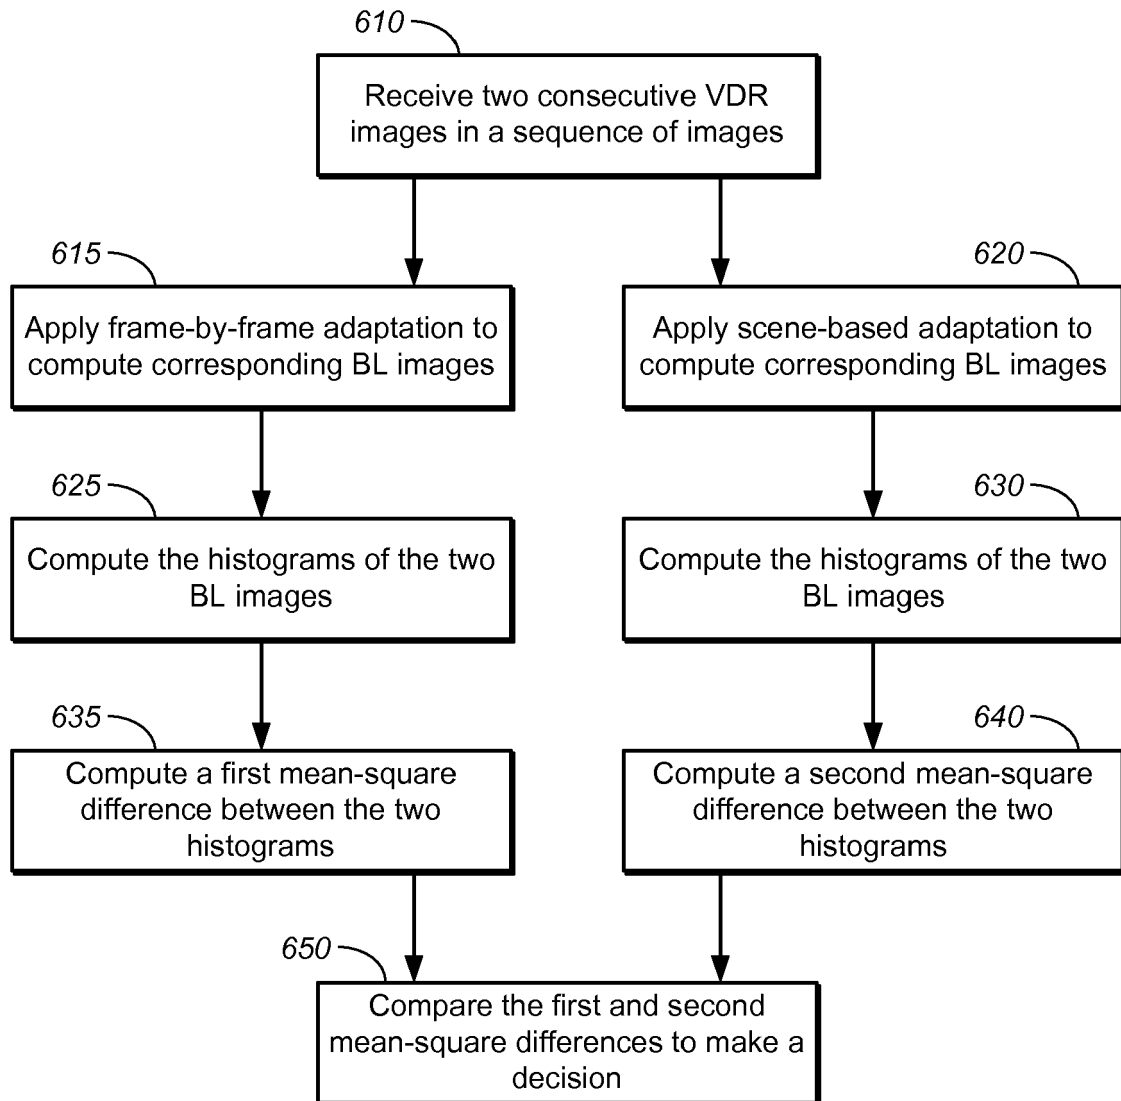 610
Receive two consecutive VDR
images in a sequence of images
615
Apply frame-by-frame adaptation to
compute corresponding BL images
620
Apply scene-based adaptation to
compute corresponding BL images
625
Compute the histograms of the two
BL images
630
Compute the histograms of the two
BL images
635
Compute a first mean-square
difference between the two
histograms
640
Compute a second mean-square
difference between the two
histograms
650
Compare the first and second
mean-square differences to make a
decision